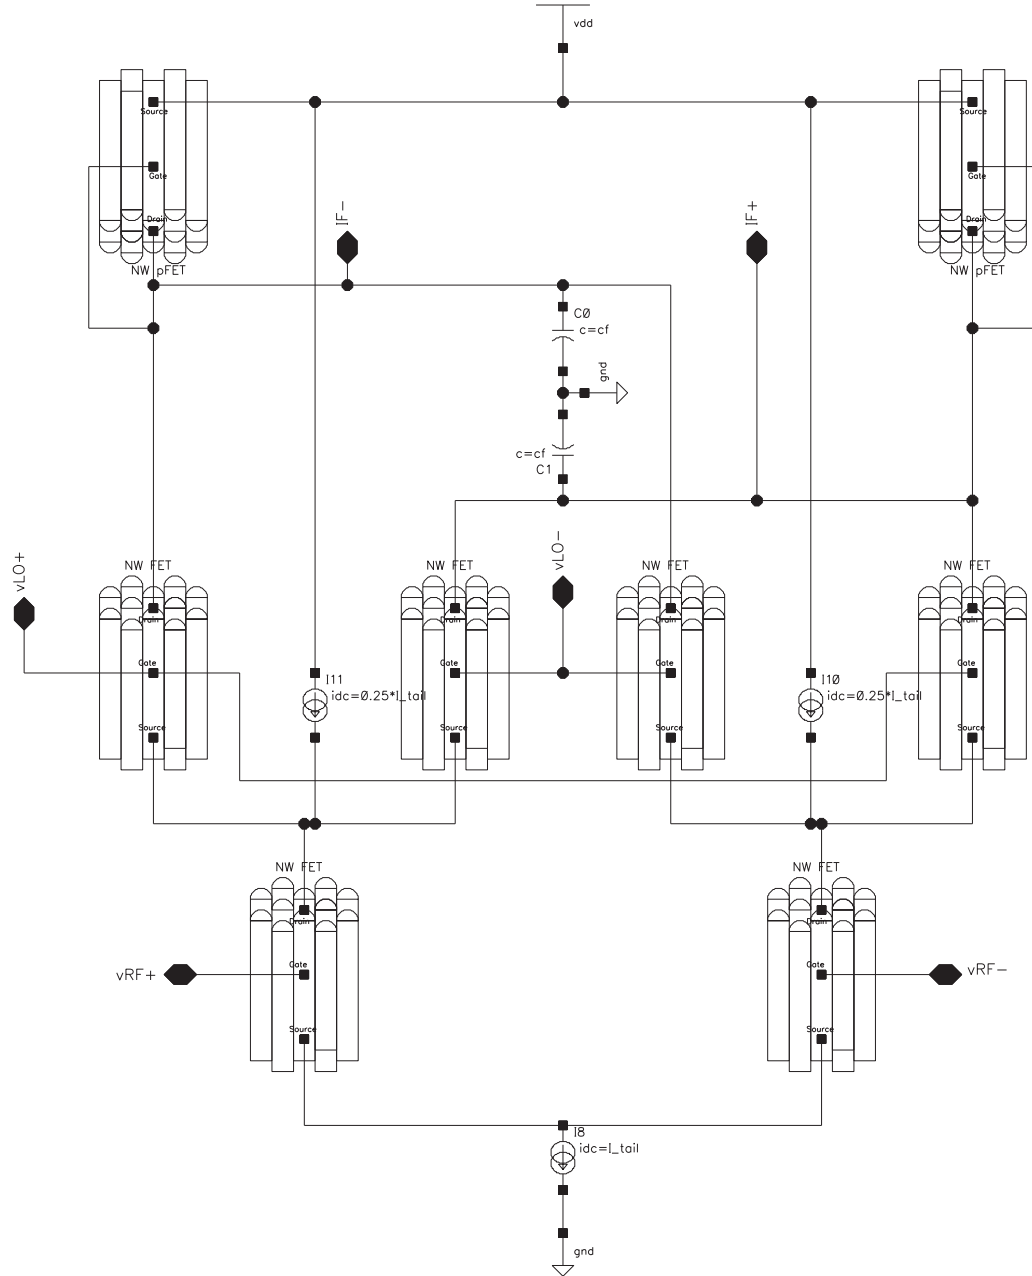 vdd
Source
Source
Gate
Gate
Drain
Drain
IF-
IF+
NW pFET
NW pFET
C0
c=cf
gnd
c=cf
C1
vLO+
vLO-
NW FET
NW FET
NW FET
NW FET
Drain
Drain
Drain
Drain
Gate
Gate
Gate
Gate
I11
idc=0.25*I_tail
I10
idc=0.25*I_tail
Source
Source
Source
Source
NW FET
NW FET
Drain
Drain
Gate
Gate
vRF+
vRF-
Source
Source
I8
idc=I_tail
gnd